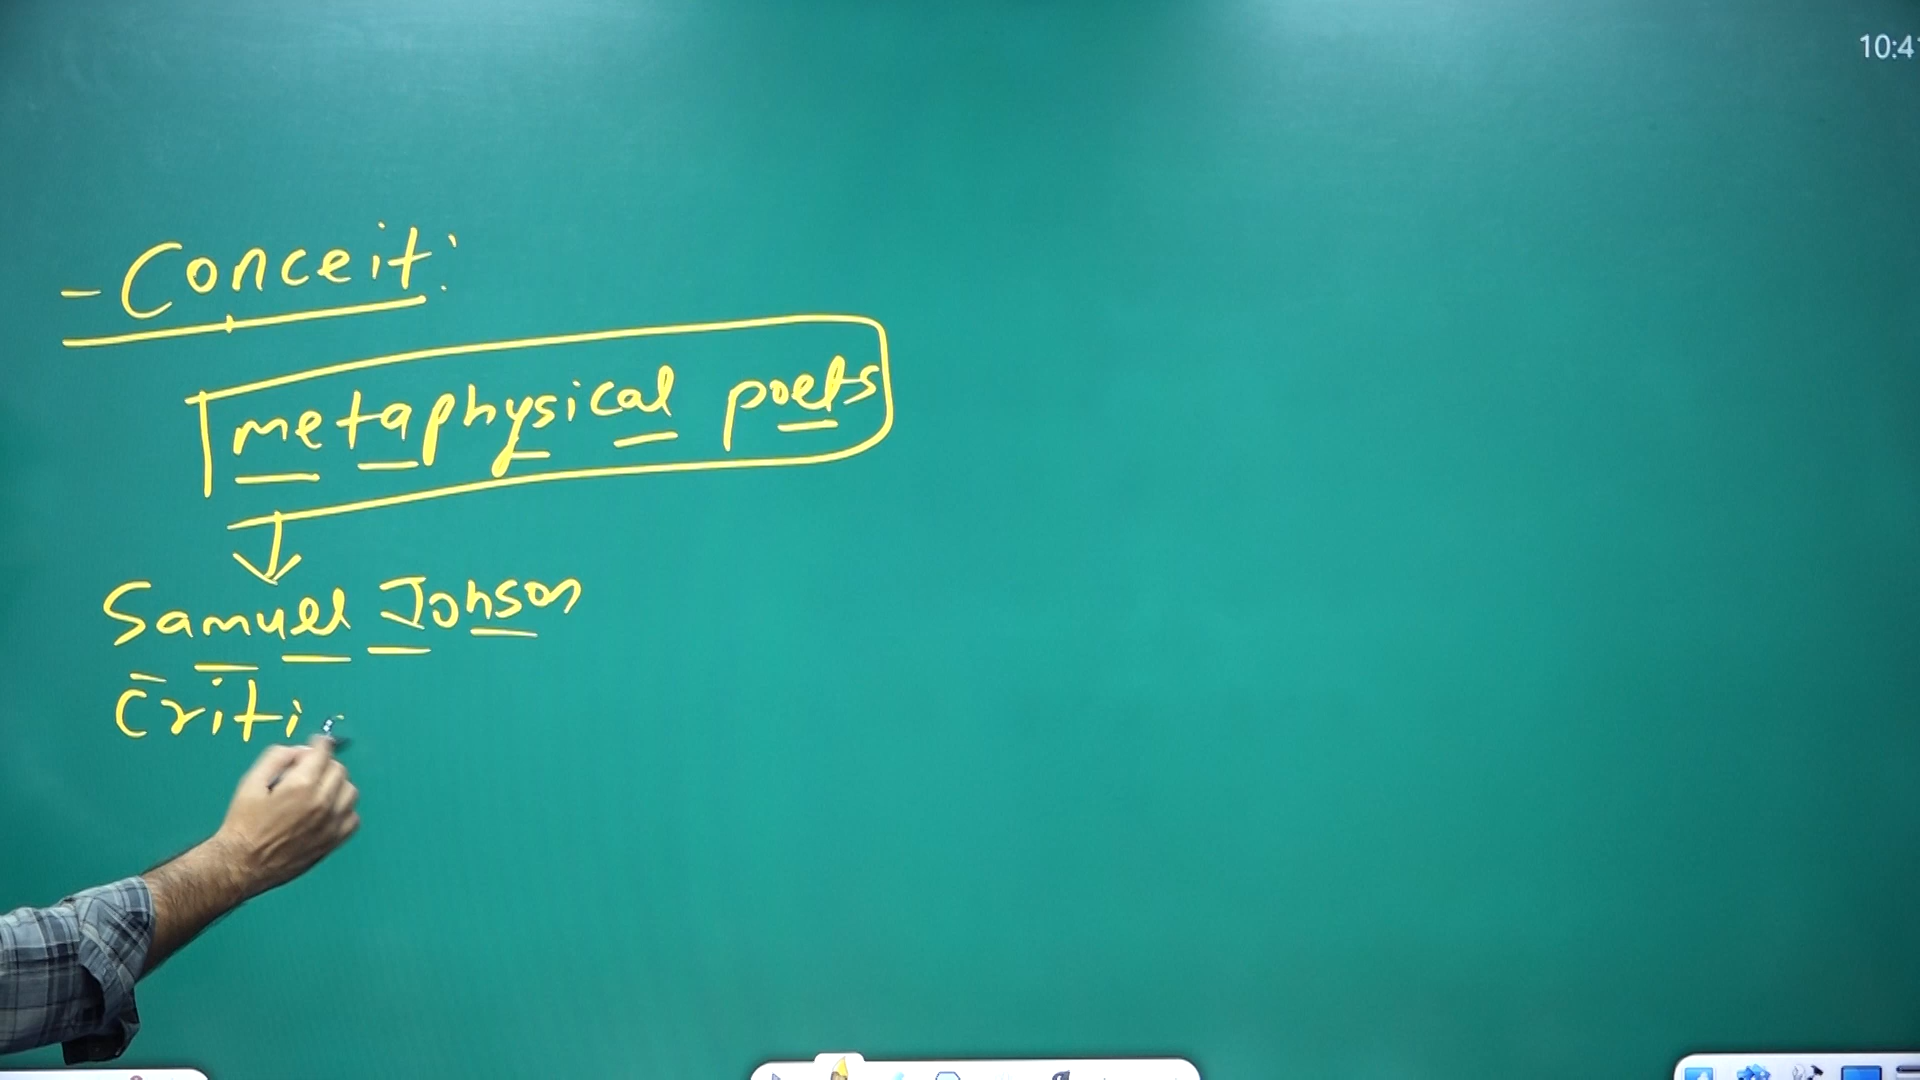 10:4
- Conceit:
metaphysical poets
Samuel Johson
Criti